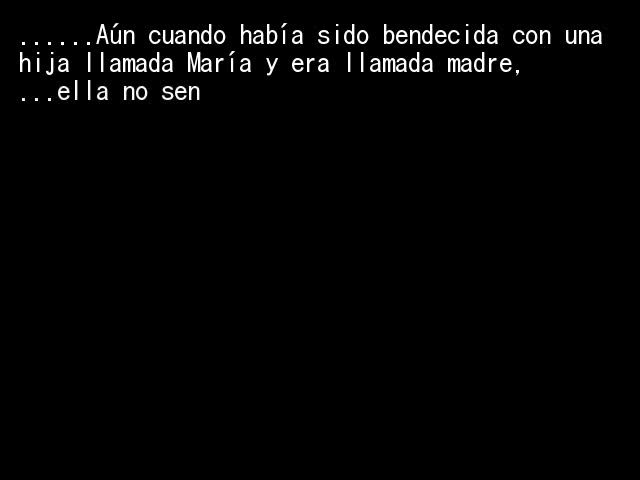 ......Aún cuando había sido bendecida con una
hija llamada María y era llamada madre,
...ella no sen